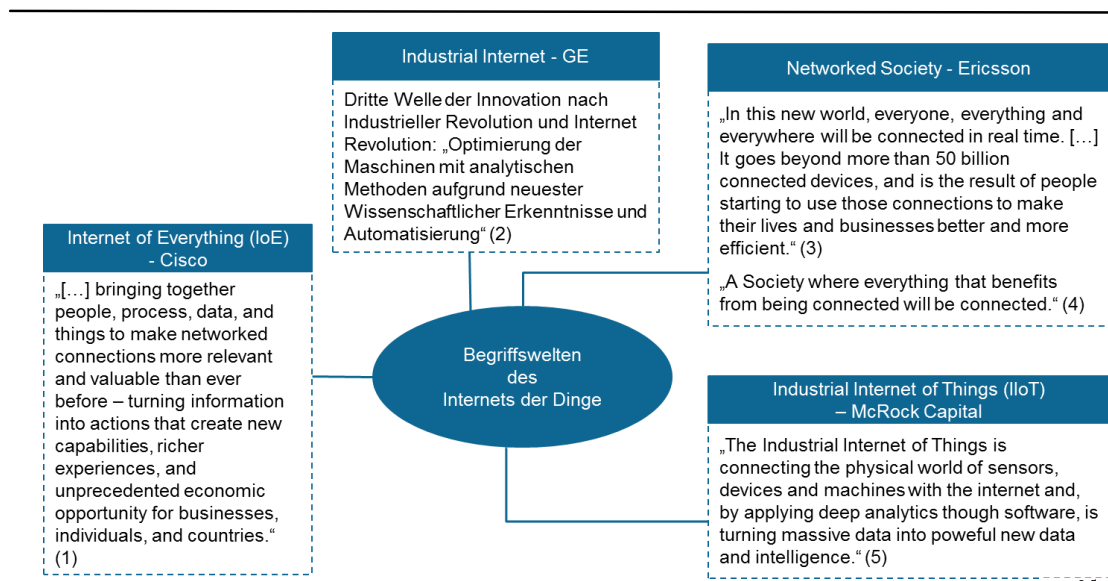 Industrial Internet - GE
Dritte Welle der Innovation nach
Industrieller Revolution und Internet
Revolution: „Optimierung der
Maschinen mit analytischen
Methoden aufgrund neuester
Wissenschaftlicher Erkenntnisse und
Automatisierung“ (2)
Networked Society - Ericsson
„In this new world, everyone, everything and
everywhere will be connected in real time. […]
It goes beyond more than 50 billion
connected devices, and is the result of people
starting to use those connections to make
their lives and businesses better and more
efficient.“ (3)
„A Society where everything that benefits
from being connected will be connected.“ (4)
Internet of Everything (IoE)
- Cisco
„[…] bringing together
people, process, data, and
things to make networked
connections more relevant
and valuable than ever
before – turning information
into actions that create new
capabilities, richer
experiences, and
unprecedented economic
opportunity for businesses,
individuals, and countries.“
(1)
Begriffswelten
des
Internets der Dinge
Industrial Internet of Things (IIoT)
– McRock Capital
„The Industrial Internet of Things is
connecting the physical world of sensors,
devices and machines with the internet and,
by applying deep analytics though software, is
turning massive data into poweful new data
and intelligence.“ (5)